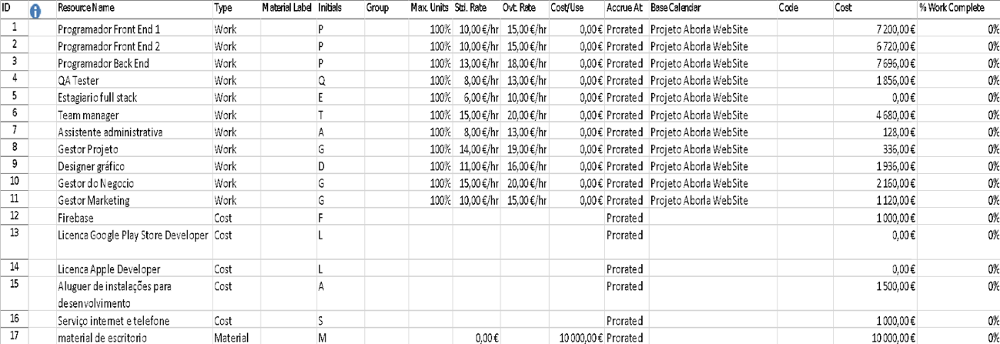 ID Resource Name Type Material Label Initials Group Max. Units Std. Rate Ovt. Rate Cost/Use Accrue At Base Calendar Code Cost % Work Complete
1 Programador Front End 1 Work P 100% 10,00 €/hr 15,00 €/hr 0,00 € Prorated Projeto Aborla WebSite 7 200,00 € 0%
2 Programador Front End 2 Work P 100% 10,00 €/hr 15,00 €/hr 0,00 € Prorated Projeto Aborla WebSite 6 720,00 € 0%
3 Programador Back End Work P 100% 13,00 €/hr 18,00 €/hr 0,00 € Prorated Projeto Aborla WebSite 7 696,00 € 0%
4 QA Tester Work Q 100% 8,00 €/hr 13,00 €/hr 0,00 € Prorated Projeto Aborla WebSite 1 856,00 € 0%
5 Estagiario full stack Work E 100% 6,00 €/hr 10,00 €/hr 0,00 € Prorated Projeto Aborla WebSite 0,00 € 0%
6 Team manager Work T 100% 15,00 €/hr 20,00 €/hr 0,00 € Prorated Projeto Aborla WebSite 4 680,00 € 0%
7 Assistente administrativa Work A 100% 8,00 €/hr 13,00 €/hr 0,00 € Prorated Projeto Aborla WebSite 128,00 € 0%
8 Gestor Projeto Work G 100% 14,00 €/hr 19,00 €/hr 0,00 € Prorated Projeto Aborla WebSite 336,00 € 0%
9 Designer gráfico Work D 100% 11,00 €/hr 16,00 €/hr 0,00 € Prorated Projeto Aborla WebSite 1 936,00 € 0%
10 Gestor do Negocio Work G 100% 15,00 €/hr 20,00 €/hr 0,00 € Prorated Projeto Aborla WebSite 2 160,00 € 0%
11 Gestor Marketing Work G 100% 10,00 €/hr 15,00 €/hr 0,00 € Prorated Projeto Aborla WebSite 1 120,00 € 0%
12 Firebase Cost F Prorated 1 000,00 € 0%
13 Licenca Google Play Store Developer Cost L Prorated 0,00 € 0%
14 Licenca Apple Developer Cost L Prorated 0,00 € 0%
15 Aluguer de instalações para Cost A Prorated 1 500,00 € 0%
desenvolvimento
16 Serviço internet e telefone Cost S Prorated 1 000,00 € 0%
17 material de escritorio Material M 0,00 € 10 000,00 € Prorated 10 000,00 € 0%